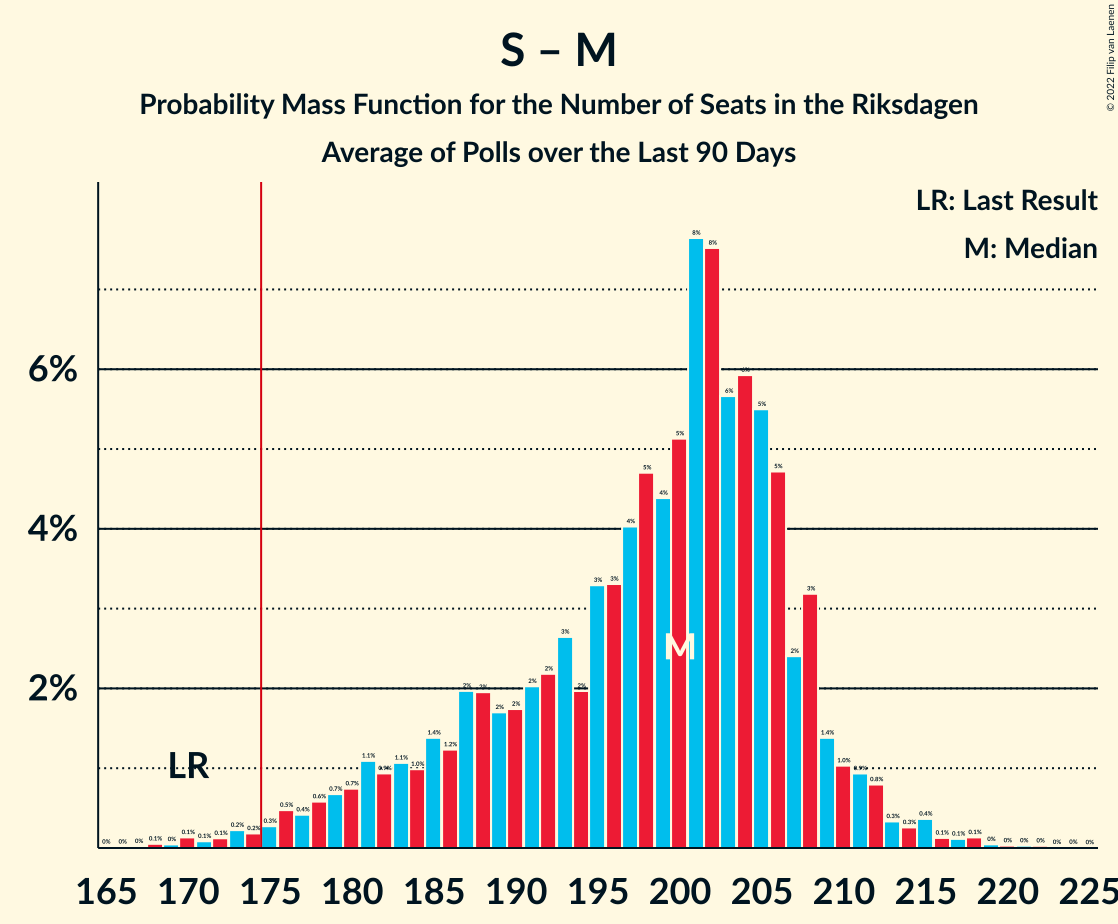 S – M
Probability Mass Function for the Number of Seats in the Riksdagen
Average of Polls over the Last 90 Days
© 2022 Filip van Laenen
LR: Last Result
M: Median
6%
4%
2%
LR
M
0% 0% 0% 0.1% 0% 0.1% 0.1% 0.1% 0.2% 0.2% 0.3% 0.5% 0.4% 0.6% 0.7% 0.7% 1.1% 0.9% 1.1% 1.0% 1.4% 1.2% 2% 2% 2% 2% 2% 2% 3% 2% 3% 3% 4% 5% 4% 5% 8% 8% 6% 6% 5% 5% 2% 3% 1.4% 1.0% 0.9% 0.8% 0.3% 0.3% 0.4% 0.1% 0.1% 0.1% 0% 0% 0% 0% 0% 0% 0%
165 170 175 180 185 190 195 200 205 210 215 220 225